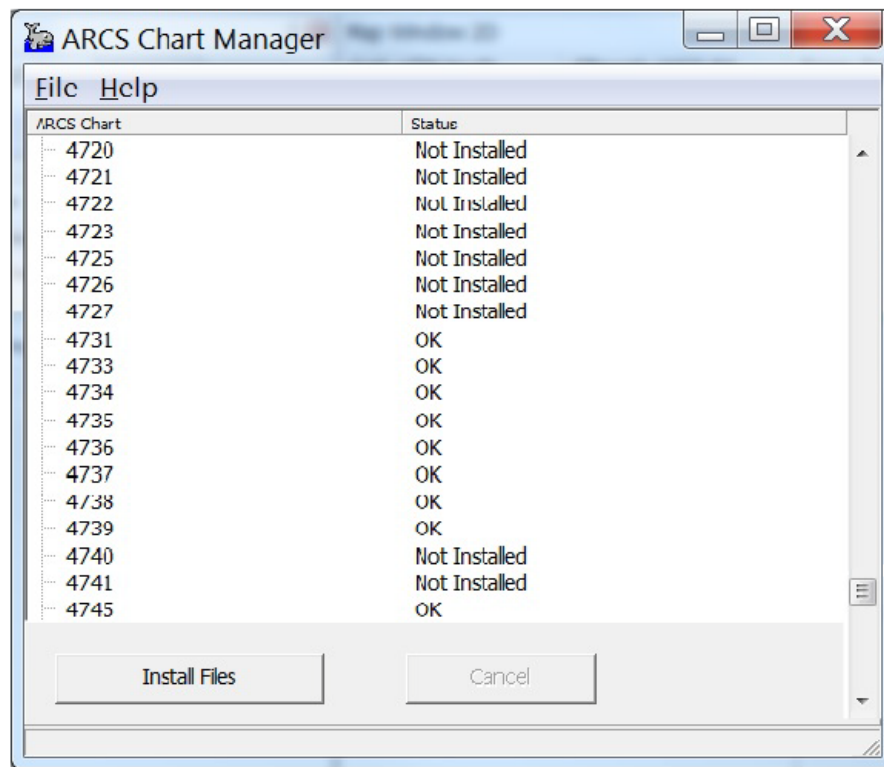 ARCS Chart Manager
File Help
ARCS Chart Status
4720 Not Installed
4721 Not Installed
4722 Not Installed
4723 Not Installed
4725 Not Installed
4726 Not Installed
4727 Not Installed
4731 OK
4733 OK
4734 OK
4735 OK
4736 OK
4737 OK
4738 OK
4739 OK
4740 Not Installed
4741 Not Installed
4745 OK
Install Files Cancel